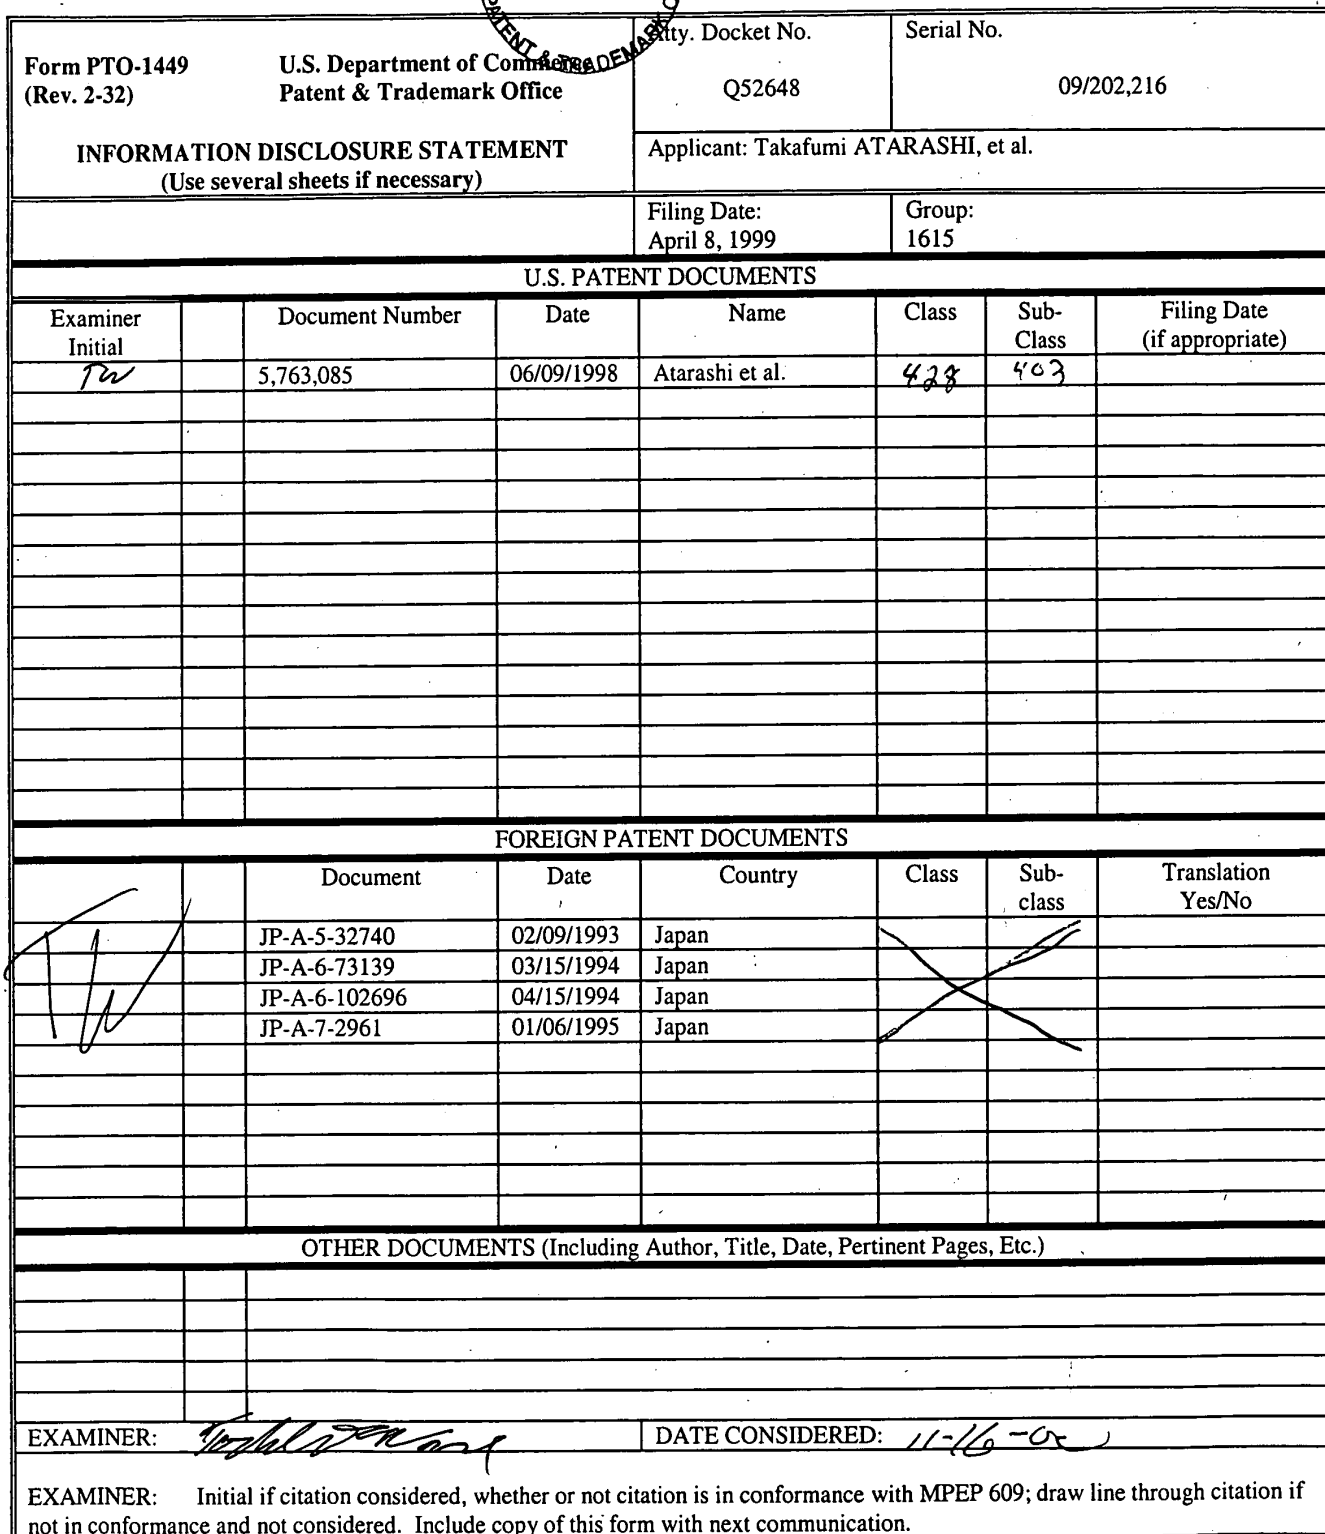 PATENT & TRADEMARK
Form PTO-1449
(Rev. 2-32)
U.S. Department of Commerce
Patent & Trademark Office
Atty. Docket No.
Q52648
Serial No.
09/202,216
INFORMATION DISCLOSURE STATEMENT
(Use several sheets if necessary)
Applicant: Takafumi ATARASHI, et al.
Filing Date:
April 8, 1999
Group:
1615
U.S. PATENT DOCUMENTS
Examiner Initial Document Number Date Name Class Sub-Class Filing Date (if appropriate)
TW 5,763,085 06/09/1998 Atarashi et al. 428 403
FOREIGN PATENT DOCUMENTS
Document Date Country Class Sub-class Translation Yes/No
TW
JP-A-5-32740 02/09/1993 Japan
JP-A-6-73139 03/15/1994 Japan
JP-A-6-102696 04/15/1994 Japan
JP-A-7-2961 01/06/1995 Japan
OTHER DOCUMENTS (Including Author, Title, Date, Pertinent Pages, Etc.)
EXAMINER: DATE CONSIDERED: 11-16-
EXAMINER: Initial if citation considered, whether or not citation is in conformance with MPEP 609; draw line through citation if
not in conformance and not considered. Include copy of this form with next communication.